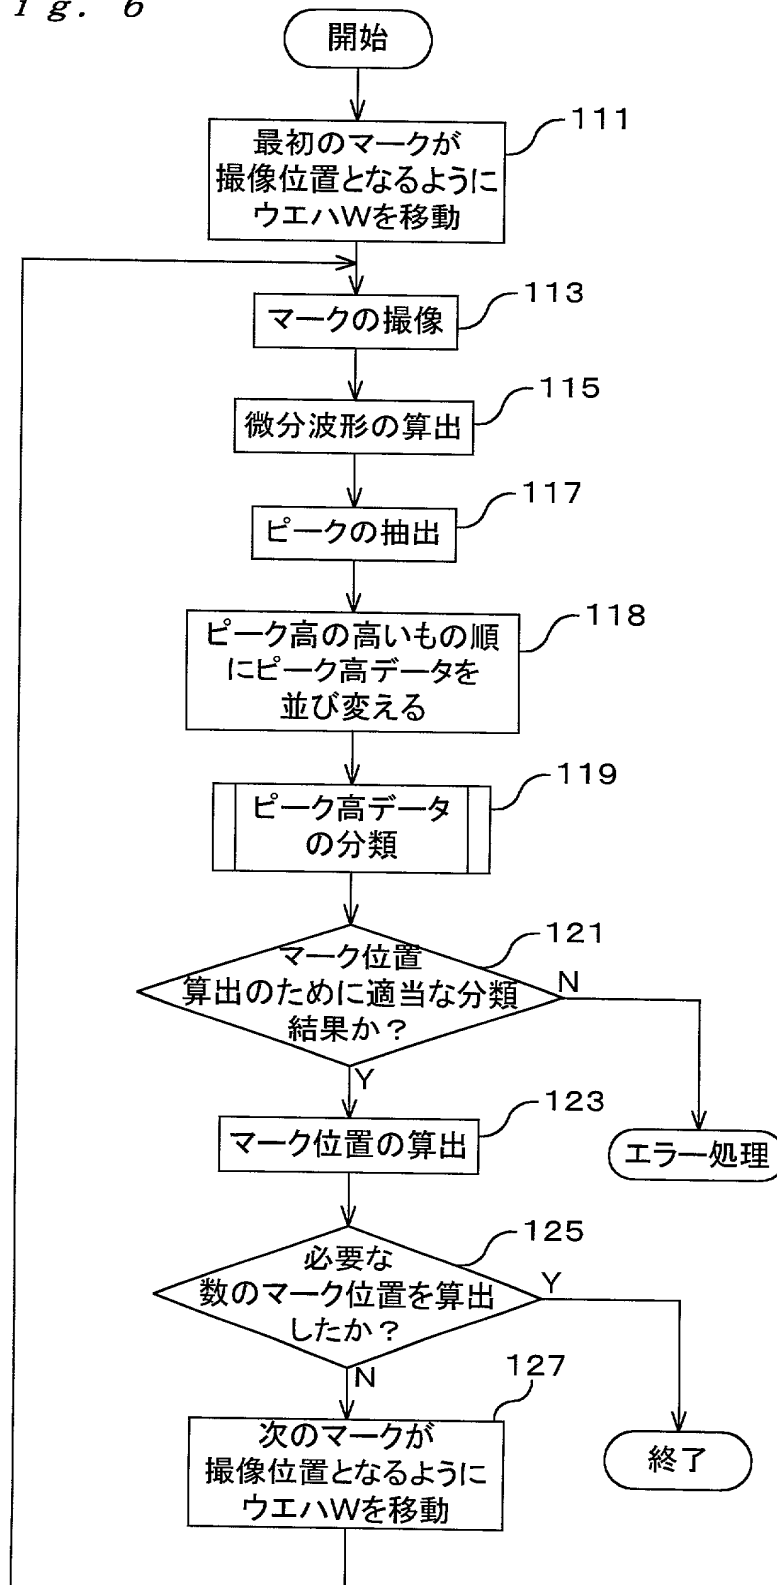 ig. 6
開始
111
最初のマークが
撮像位置となるように
ウエハWを移動
113
マークの撮像
115
微分波形の算出
117
ピークの抽出
118
ピーク高の高いもの順
にピーク高データを
並び変える
119
ピーク高データ
の分類
121
マーク位置
算出のために適当な分類
結果か？
N
Y
123
マーク位置の算出
エラー処理
125
必要な
数のマーク位置を算出
したか？
Y
N
127
次のマークが
撮像位置となるように
ウエハWを移動
終了